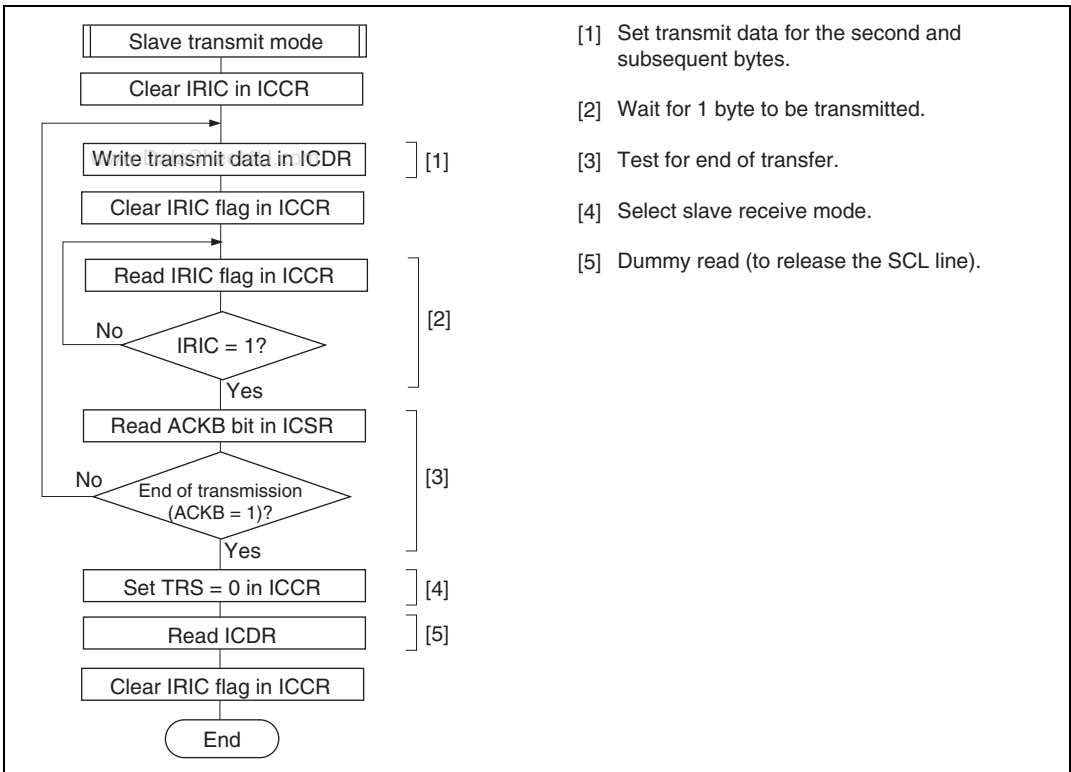 Slave transmit mode
Clear IRIC in ICCR
Write transmit data in ICDR
[1]
Clear IRIC flag in ICCR
Read IRIC flag in ICCR
[2]
No
IRIC = 1?
Yes
Read ACKB bit in ICSR
[3]
No
End of transmission
(ACKB = 1)?
Yes
Set TRS = 0 in ICCR
[4]
Read ICDR
[5]
Clear IRIC flag in ICCR
End
[1] Set transmit data for the second and
subsequent bytes.
[2] Wait for 1 byte to be transmitted.
[3] Test for end of transfer.
[4] Select slave receive mode.
[5] Dummy read (to release the SCL line).